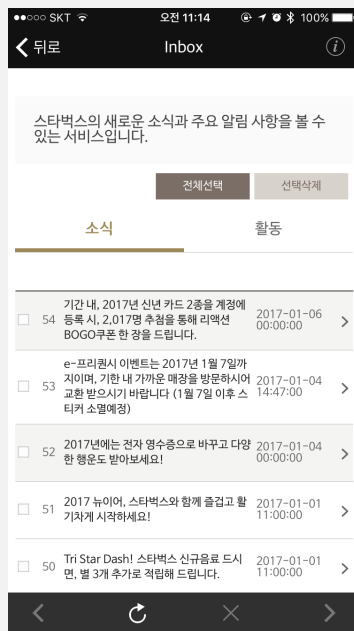 SKT 오전 11:14 100%
뒤로 Inbox i
스타벅스의 새로운 소식과 주요 알림 사항을 볼 수
있는 서비스입니다.
전체선택 선택삭제
소식 활동
기간 내, 2017년 신년 카드 2종을 계정에
54 등록 시, 2,017명 추첨을 통해 리액션 2017-01-06
BOGO쿠폰 한 장을 드립니다. 00:00:00
e-프리퀀시 이벤트는 2017년 1월 7일까
지이며, 기한 내 가까운 매장을 방문하시어 2017-01-04
53 교환 받으시기 바랍니다 (1월 7일 이후 스 14:47:00
티커 소멸예정)
52 2017년에는 전자 영수증으로 바꾸고 다양 2017-01-04
한 행운도 받아보세요! 00:00:00
51 2017 뉴이어, 스타벅스와 함께 즐겁고 활 2017-01-01
기차게 시작하세요! 11:00:00
50 Tri Star Dash! 스타벅스 신규음료 드시 2017-01-01
면, 별 3개 추가로 적립해 드립니다. 11:00:00